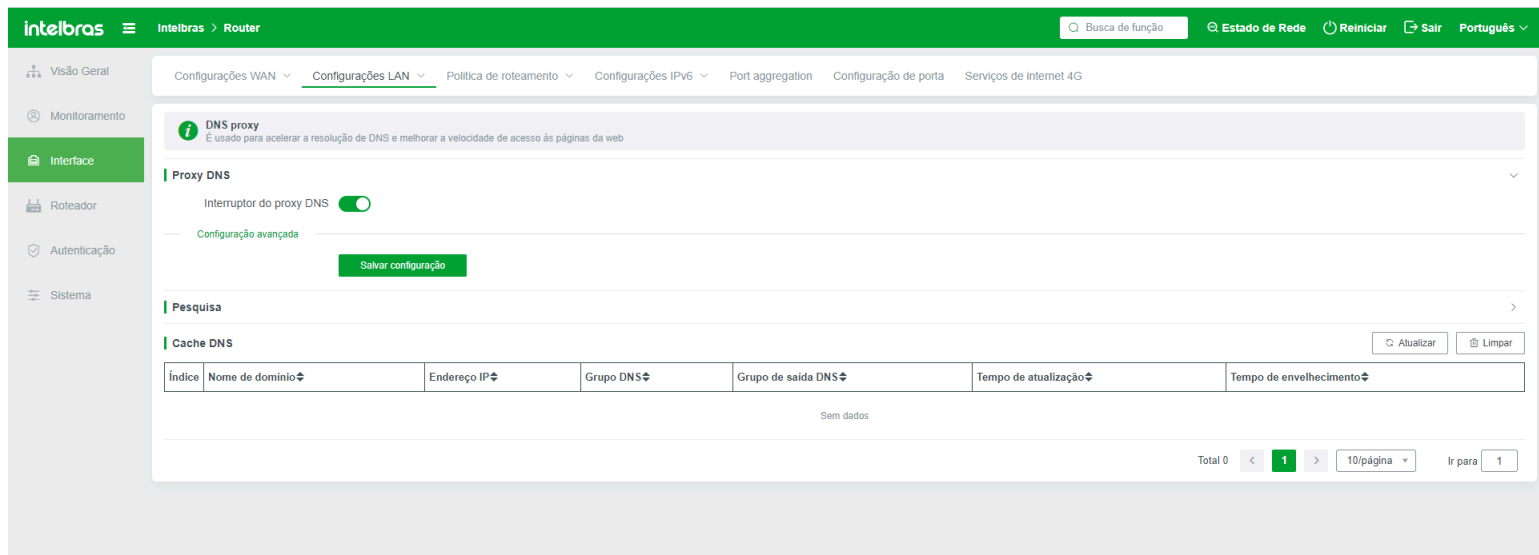 intelbras Intelbras > Router Busca de função Estado de Rede Reiniciar Sair Português
Visão Geral
Monitoramento
Interface
Roteador
Autenticação
Sistema
Configurações WAN Configurações LAN Política de roteamento Configurações IPv6 Port aggregation Configuração de porta Serviços de internet 4G
DNS proxy
É usado para acelerar a resolução de DNS e melhorar a velocidade de acesso às páginas da web
Proxy DNS
Interruptor do proxy DNS
Configuração avançada
Salvar configuração
Pesquisa
Cache DNS Atualizar Limpar
Índice Nome de domínio Endereço IP Grupo DNS Grupo de saída DNS Tempo de atualização Tempo de envelhecimento
Sem dados
Total 0 < 1 > 10/página Ir para 1